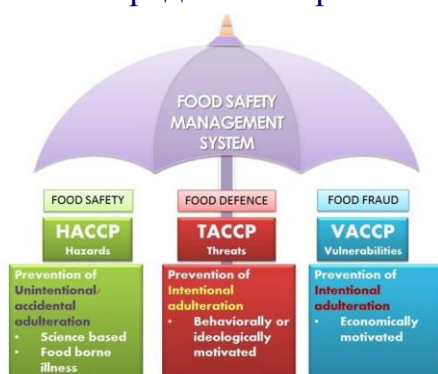 FOOD SAFETY
MANAGEMENT
SYSTEM
FOOD SAFETY
HACCP
Hazards
Prevention of
Unintentional/
accidental
adulteration
• Science based
• Food borne
illness
FOOD DEFENCE
TACCP
Threats
Prevention of
Intentional
adulteration
• Behaviorally or
ideologically
motivated
FOOD FRAUD
VACCP
Vulnerabilities
Prevention of
Intentional
adulteration
• Economically
motivated